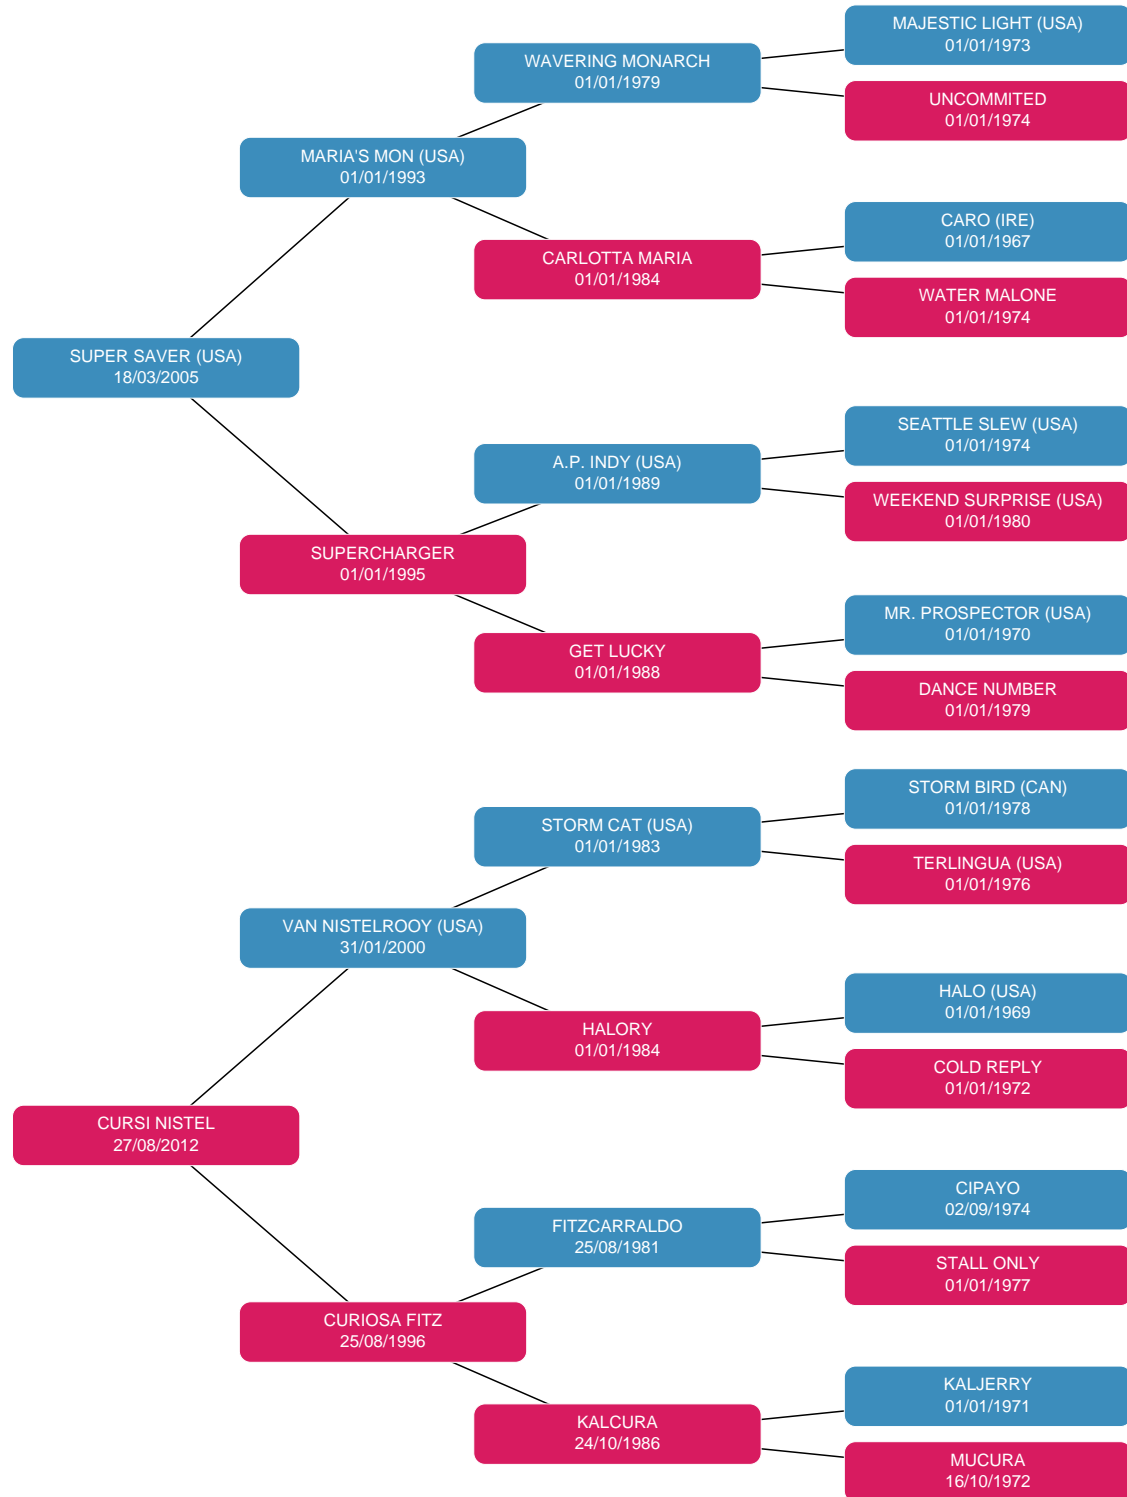 MAJESTIC LIGHT (USA)
01/01/1973
WAVERING MONARCH
01/01/1979
UNCOMMITED
01/01/1974
MARIA'S MON (USA)
01/01/1993
CARO (IRE)
01/01/1967
CARLOTTA MARIA
01/01/1984
WATER MALONE
01/01/1974
SUPER SAVER (USA)
18/03/2005
SEATTLE SLEW (USA)
01/01/1974
A.P. INDY (USA)
01/01/1989
WEEKEND SURPRISE (USA)
01/01/1980
SUPERCHARGER
01/01/1995
MR. PROSPECTOR (USA)
01/01/1970
GET LUCKY
01/01/1988
DANCE NUMBER
01/01/1979
STORM BIRD (CAN)
01/01/1978
STORM CAT (USA)
01/01/1983
TERLINGUA (USA)
01/01/1976
VAN NISTELROOY (USA)
31/01/2000
HALO (USA)
01/01/1969
HALORY
01/01/1984
COLD REPLY
01/01/1972
CURSI NISTEL
27/08/2012
CIPAYO
02/09/1974
FITZCARRALDO
25/08/1981
STALL ONLY
01/01/1977
CURIOSA FITZ
25/08/1996
KALJERRY
01/01/1971
KALCURA
24/10/1986
MUCURA
16/10/1972